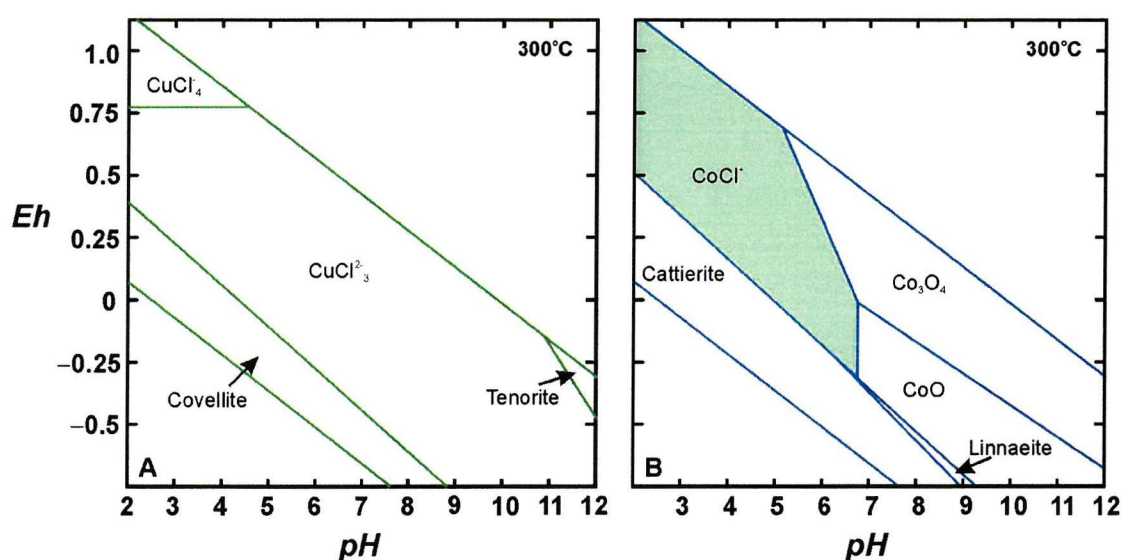 300°C
1.0
CuCl⁻₄
0.75
0.5
0.25
Eh
CuCl²⁻₃
0
−0.25
Covellite
Tenorite
−0.5
A
2 3 4 5 6 7 8 9 10 11 12
pH
300°C
CoCl⁺
Cattierite
Co₃O₄
CoO
Linnaeite
B
3 4 5 6 7 8 9 10 11 12
pH